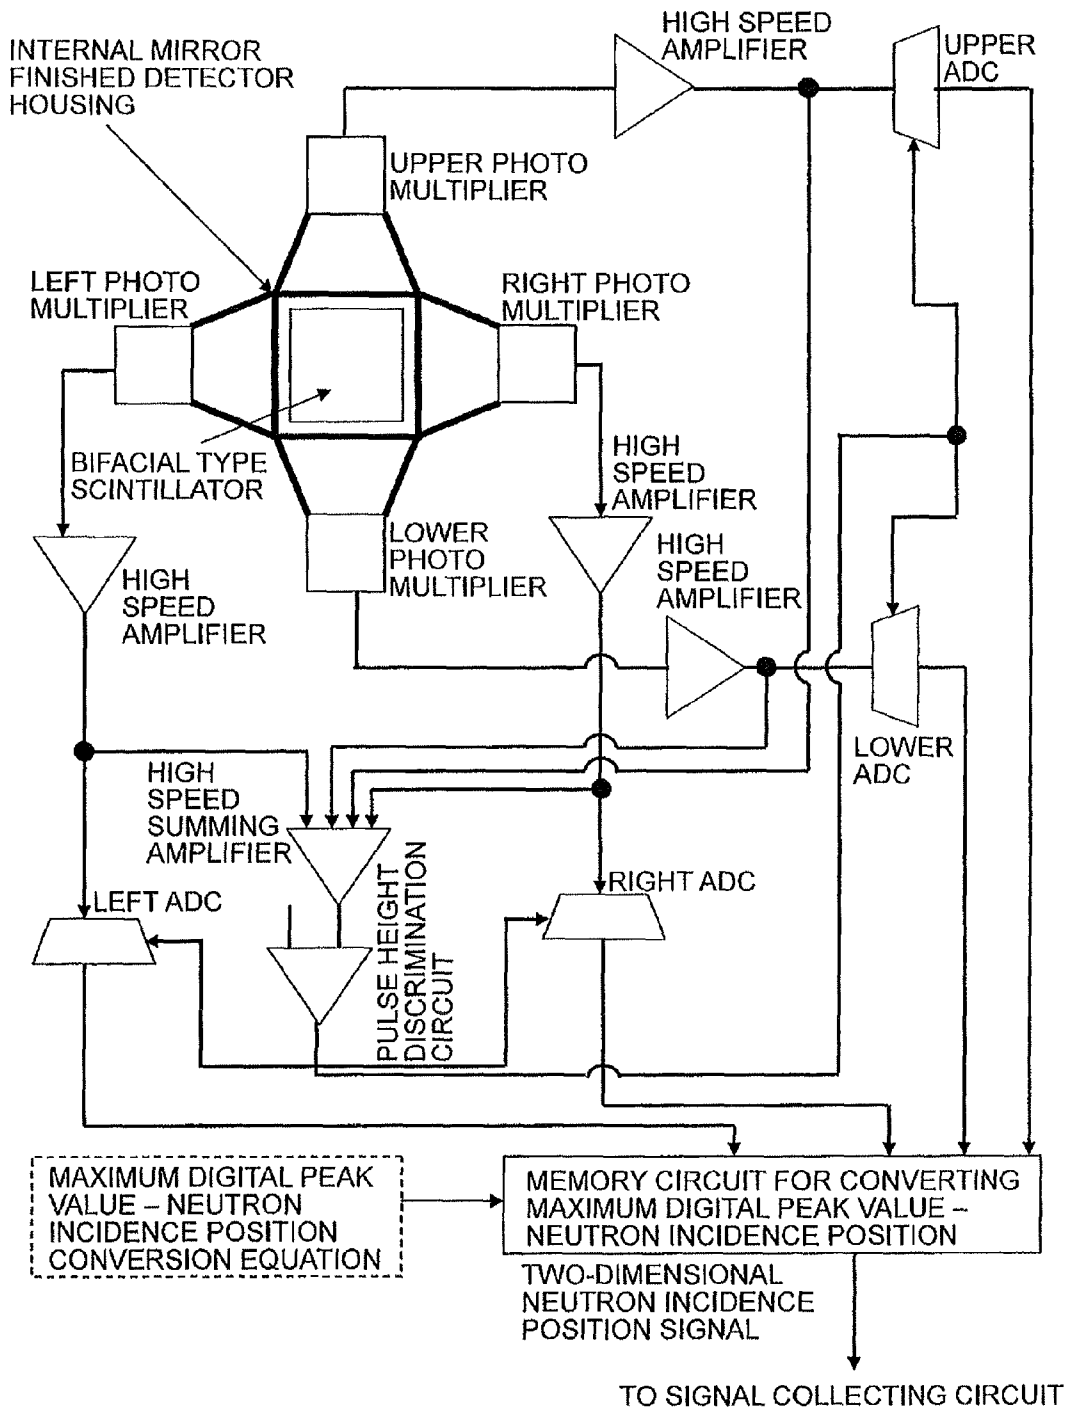 HIGH SPEED
AMPLIFIER
UPPER
ADC
INTERNAL MIRROR
FINISHED DETECTOR
HOUSING
UPPER PHOTO
MULTIPLIER
LEFT PHOTO
MULTIPLIER
RIGHT PHOTO
MULTIPLIER
BIFACIAL TYPE
SCINTILLATOR
HIGH
SPEED
AMPLIFIER
LOWER
PHOTO
MULTIPLIER
HIGH
SPEED
AMPLIFIER
HIGH
SPEED
AMPLIFIER
LOWER
ADC
HIGH
SPEED
SUMMING
AMPLIFIER
PULSE HEIGHT
DISCRIMINATION
CIRCUIT
LEFT ADC
RIGHT ADC
MAXIMUM DIGITAL PEAK
VALUE – NEUTRON
INCIDENCE POSITION
CONVERSION EQUATION
MEMORY CIRCUIT FOR CONVERTING
MAXIMUM DIGITAL PEAK VALUE –
NEUTRON INCIDENCE POSITION
TWO-DIMENSIONAL
NEUTRON INCIDENCE
POSITION SIGNAL
TO SIGNAL COLLECTING CIRCUIT